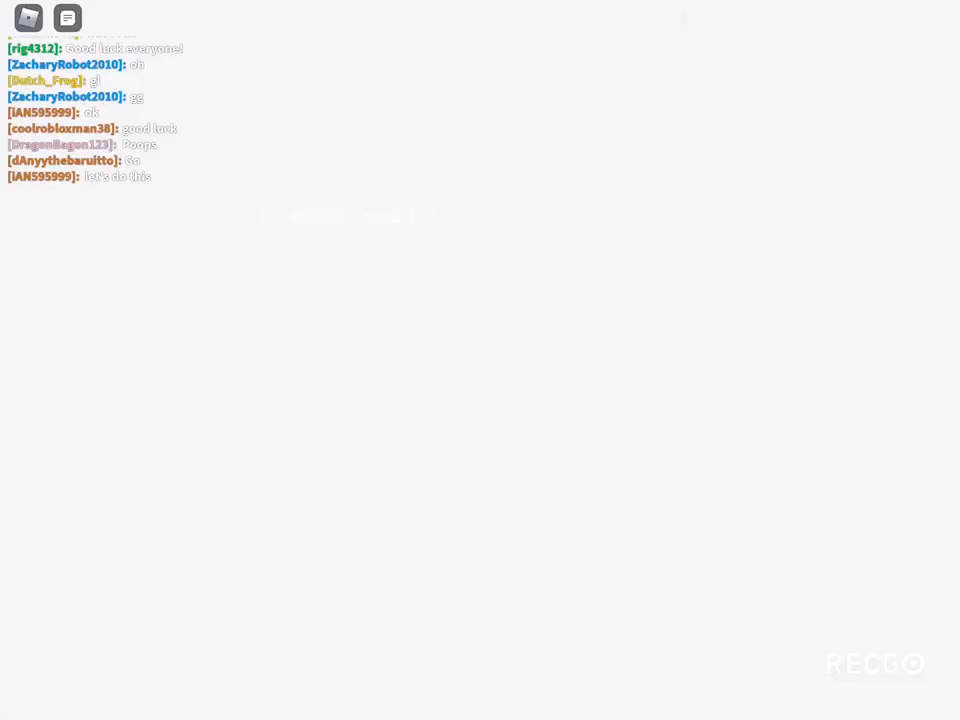 [rig4312]: Good luck everyone!
[ZacharyRobot2010]: oh
[Dutch_Frog]: gl
[ZacharyRobot2010]: gg
[iAN595999]: ok
[coolrobloxman38]: good luck
[DragonBagon123]: Poops
[dAnyythebaruitto]: Go
[iAN595999]: let's do this
RECGO